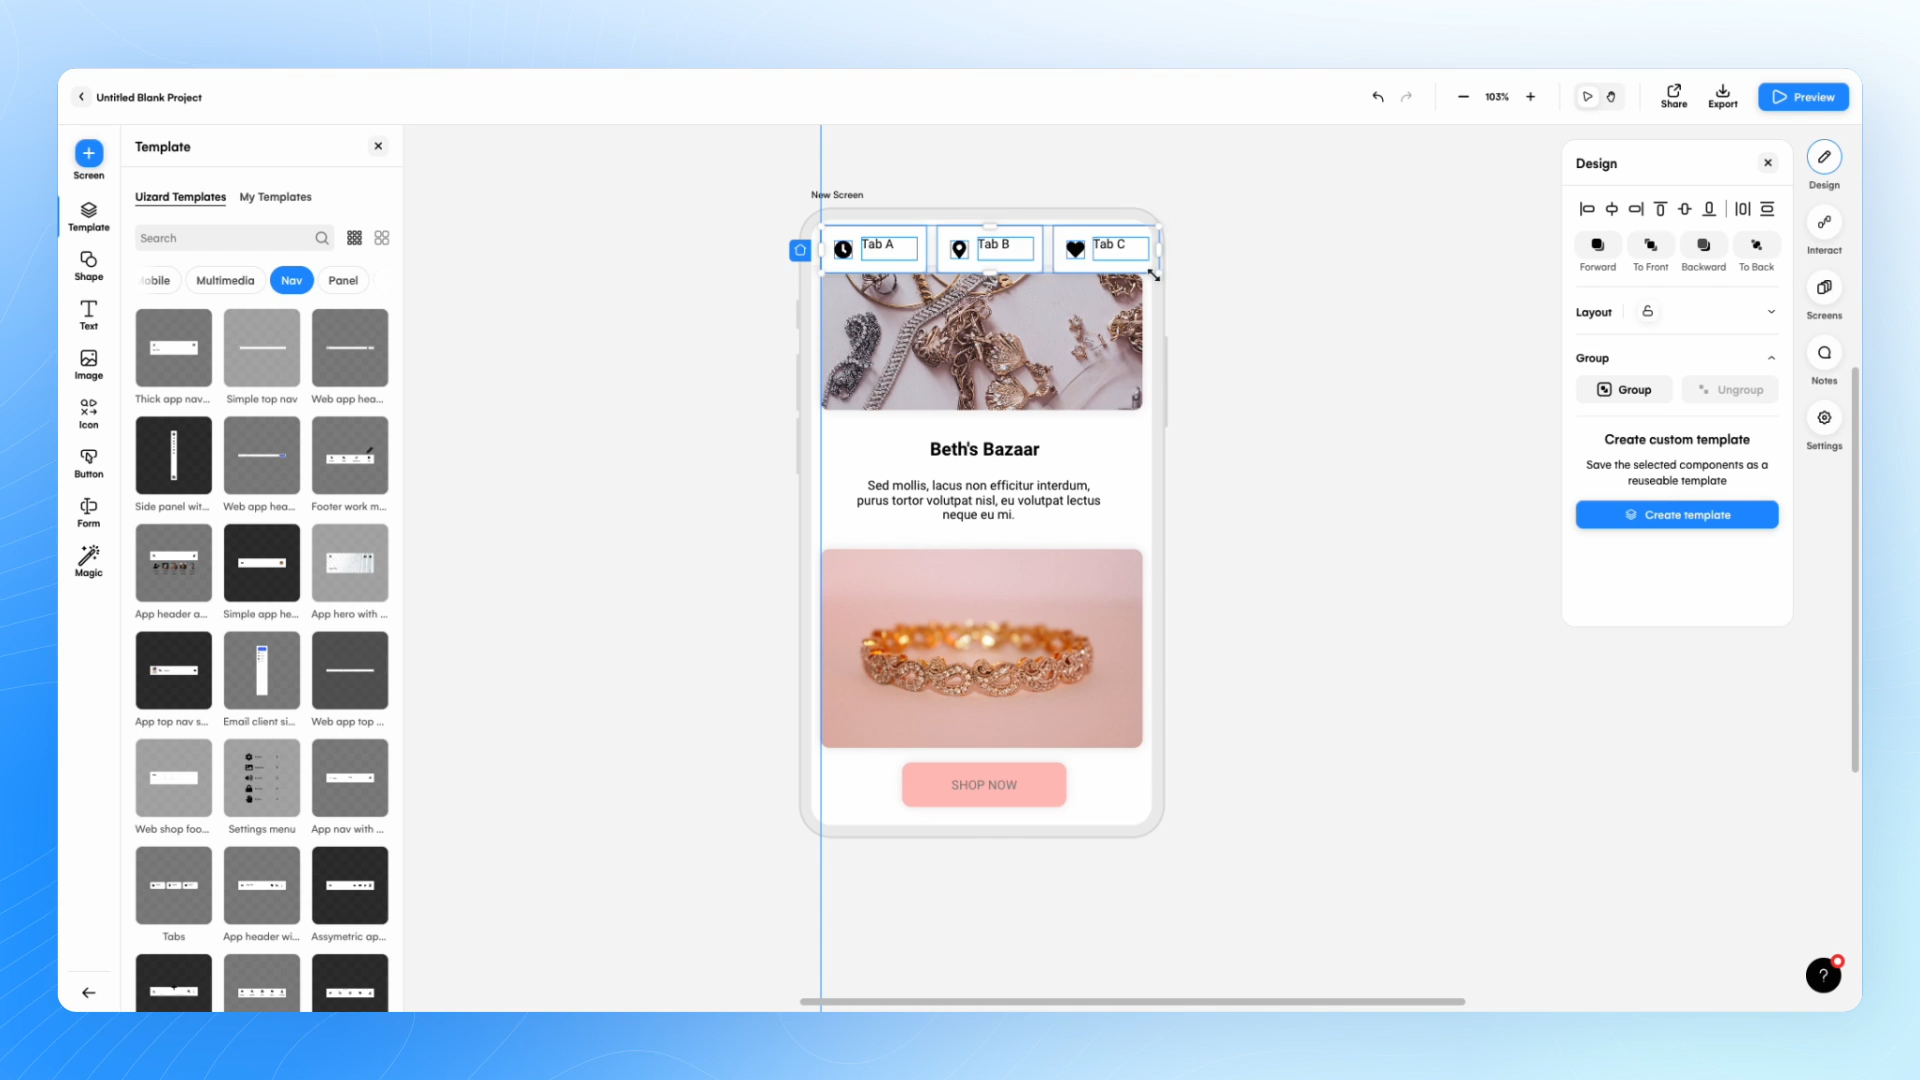 Untitled Blank Project
103%
Share
Export
Preview
Screen
Template
Shape
Text
Image
Icon
Button
Form
Magic
Template
Uizard Templates
My Templates
Search
Multimedia
Nav
Panel
Thick app nav...
Simple top nav
Web app hea...
Side panel wit...
Web app hea...
Footer work m...
App header a...
Simple app he...
App hero with ...
App top nav s...
Email client si...
Web app top ...
Web shop foo...
Settings menu
App nav with ...
Tabs
App header wi...
Assymetric ap...
New Screen
Tab A
Tab B
Tab C
Beth's Bazaar
Sed mollis, lacus non efficitur interdum,
purus tortor volutpat nisl, eu volutpat lectus
neque eu mi.
SHOP NOW
Design
Forward
To Front
Backward
To Back
Layout
Group
Group
Ungroup
Create custom template
Save the selected components as a
reuseable template
Create template
Design
Interact
Screens
Notes
Settings
?